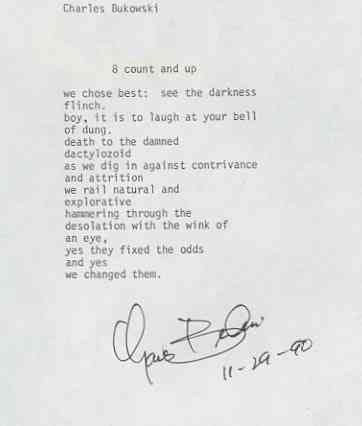 Charles Bukowski
8 count and up
we chose best: see the darkness
flinch.
boy, it is to laugh at your bell
of dung.
death to the damned
dactylozoid
as we dig in against contrivance
and attrition
we rail natural and
explorative
hammering through the
desolation with the wink of
an eye,
yes they fixed the odds
and yes
we changed them.
11-29-90